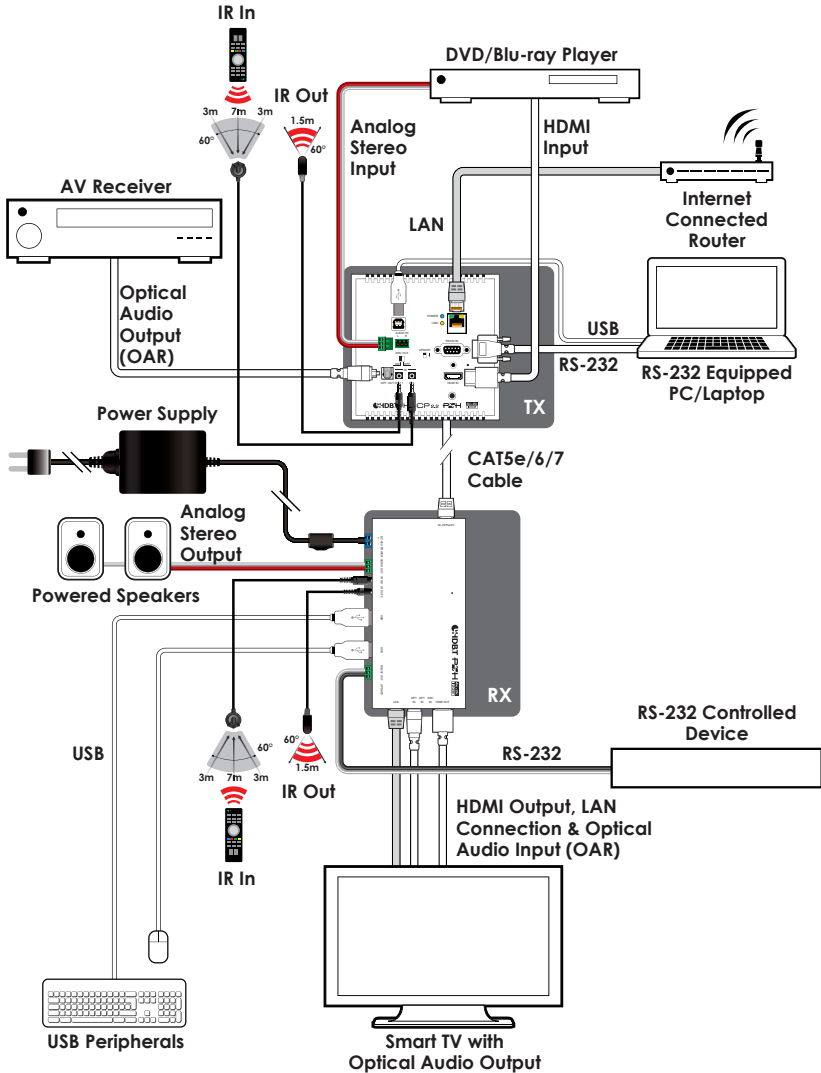 IR In
DVD/Blu-ray Player
3m 7m 3m
60°
IR Out
1.5m
60°
Analog
Stereo
Input
HDMI
Input
AV Receiver
LAN
Internet
Connected
Router
Optical
Audio
Output
(OAR)
USB
RS-232
RS-232 Equipped
PC/Laptop
TX
Power Supply
CAT5e/6/7
Cable
Analog
Stereo
Output
Powered Speakers
HDBT
RX
RS-232 Controlled
Device
USB
60°
3m 7m 3m
60°
1.5m
IR Out
RS-232
IR In
HDMI Output, LAN
Connection & Optical
Audio Input (OAR)
USB Peripherals
Smart TV with
Optical Audio Output